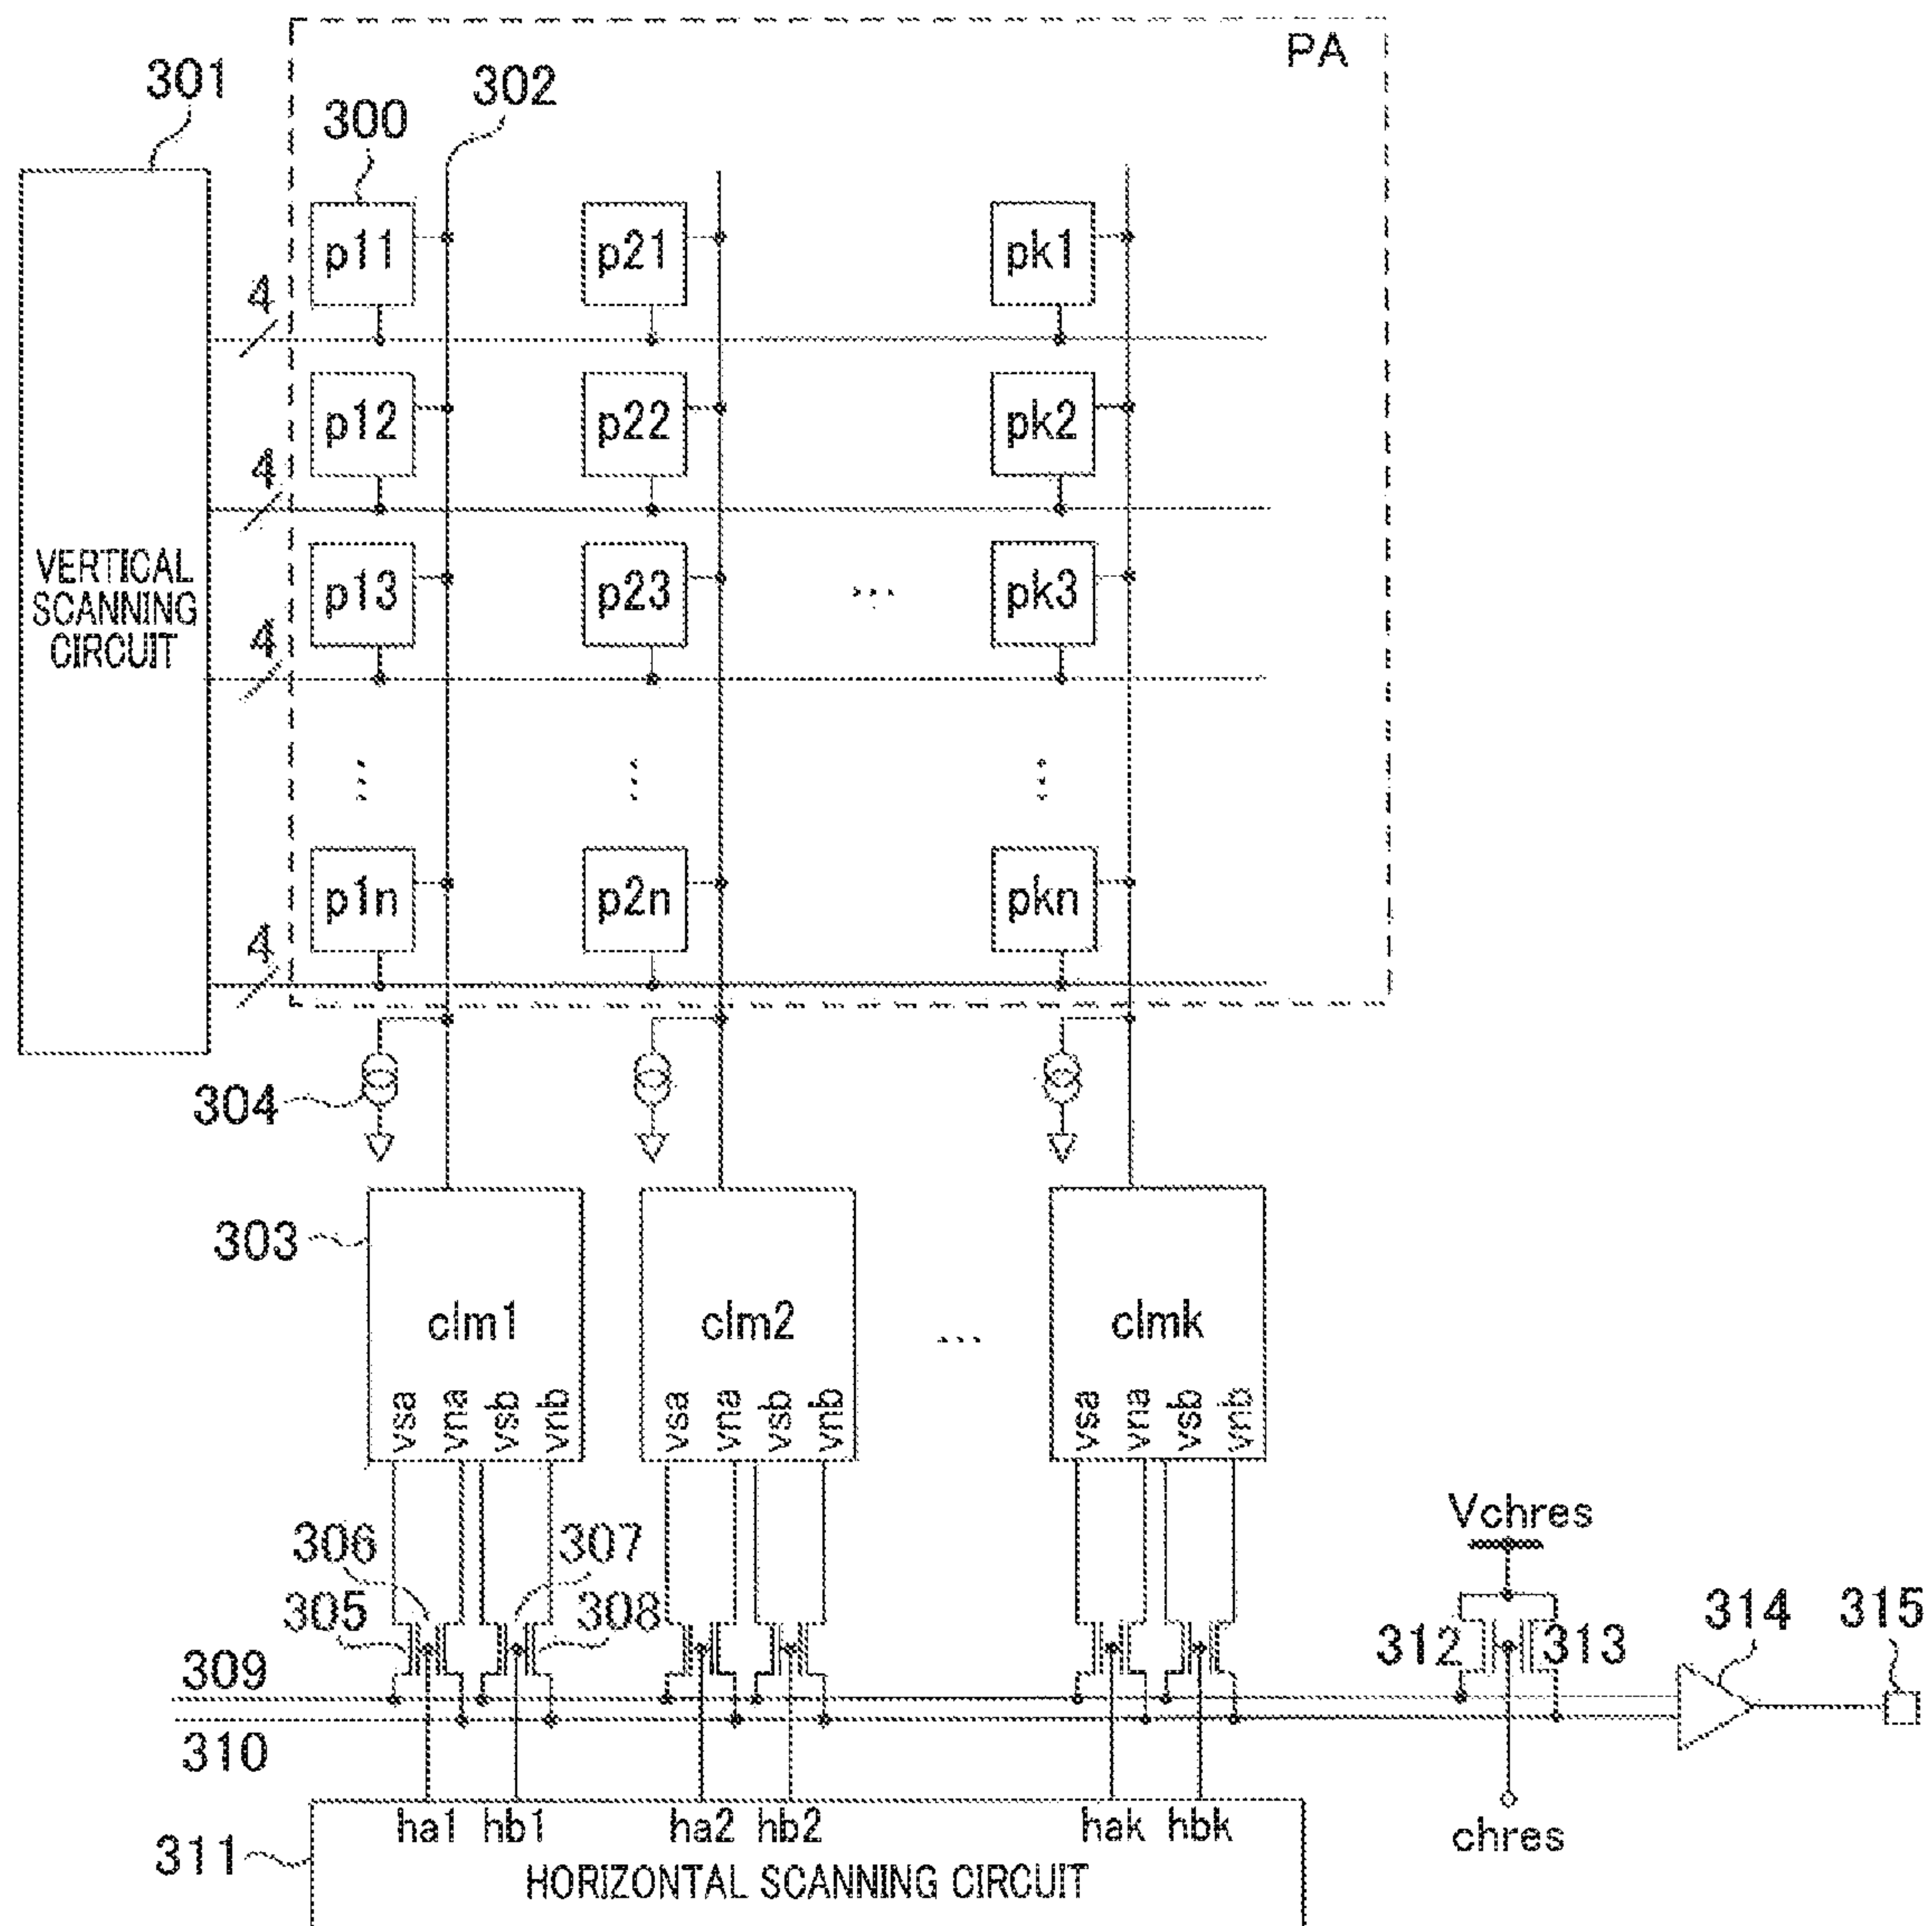 PA
301
302
300
p11
p21
pk1
4
p12
p22
pk2
4
VERTICAL
SCANNING
CIRCUIT
p13
p23
...
pk3
4
...
...
...
p1n
p2n
pkn
4
304
303
clm1
clm2
...
clmk
vsa
vna
vsb
vnb
vsa
vna
vsb
vnb
vsa
vna
vsb
vnb
Vchres
306
307
305
308
312
313
314
315
309
310
ha1
hb1
ha2
hb2
hak
hbk
chres
311
HORIZONTAL SCANNING CIRCUIT